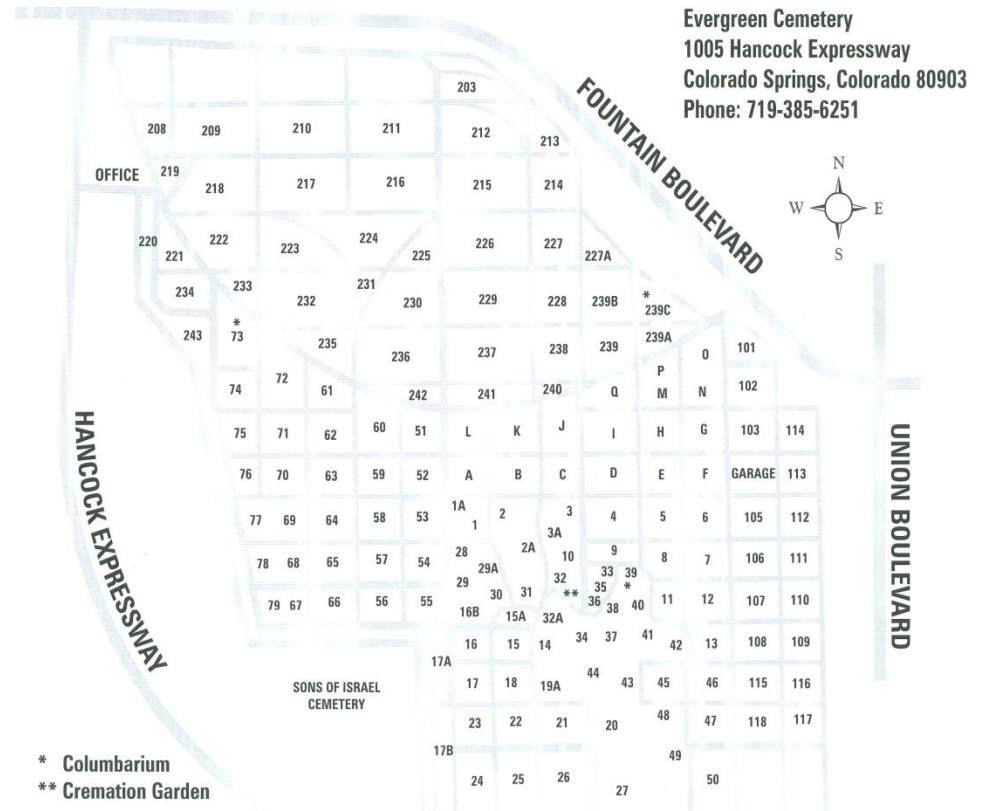 Evergreen Cemetery
1005 Hancock Expressway
Colorado Springs, Colorado 80903
Phone: 719-385-6251
FOUNTAIN BOULEVARD
N
W E
S
203
208 209 210 211 212 213
OFFICE 219 218 217 216 215 214
220 221 222 223 224 225 226 227 227A
234 233 232 231 230 229 228 239B * 239C
243 * 73 235 236 237 238 239 239A O 101
P
74 72 61 242 241 240 Q M N 102
75 71 62 60 51 L K J I H G 103 114
76 70 63 59 52 A B C D E F GARAGE 113
1A
77 69 64 58 53 1 2 3 4 5 6 105 112
3A
78 68 65 57 54 28 2A 10 9 8 7 106 111
29A 33 39
29 32 35 *
79 67 66 56 55 30 31 ** 36 38 40 11 12 107 110
16B 15A 32A
16 15 14 34 37 41 42 13 108 109
17A
17 18 19A 44 43 45 46 115 116
SONS OF ISRAEL
CEMETERY
23 22 21 20 48 47 118 117
17B 49
24 25 26 27 50
HANCOCK EXPRESSWAY
UNION BOULEVARD
* Columbarium
** Cremation Garden